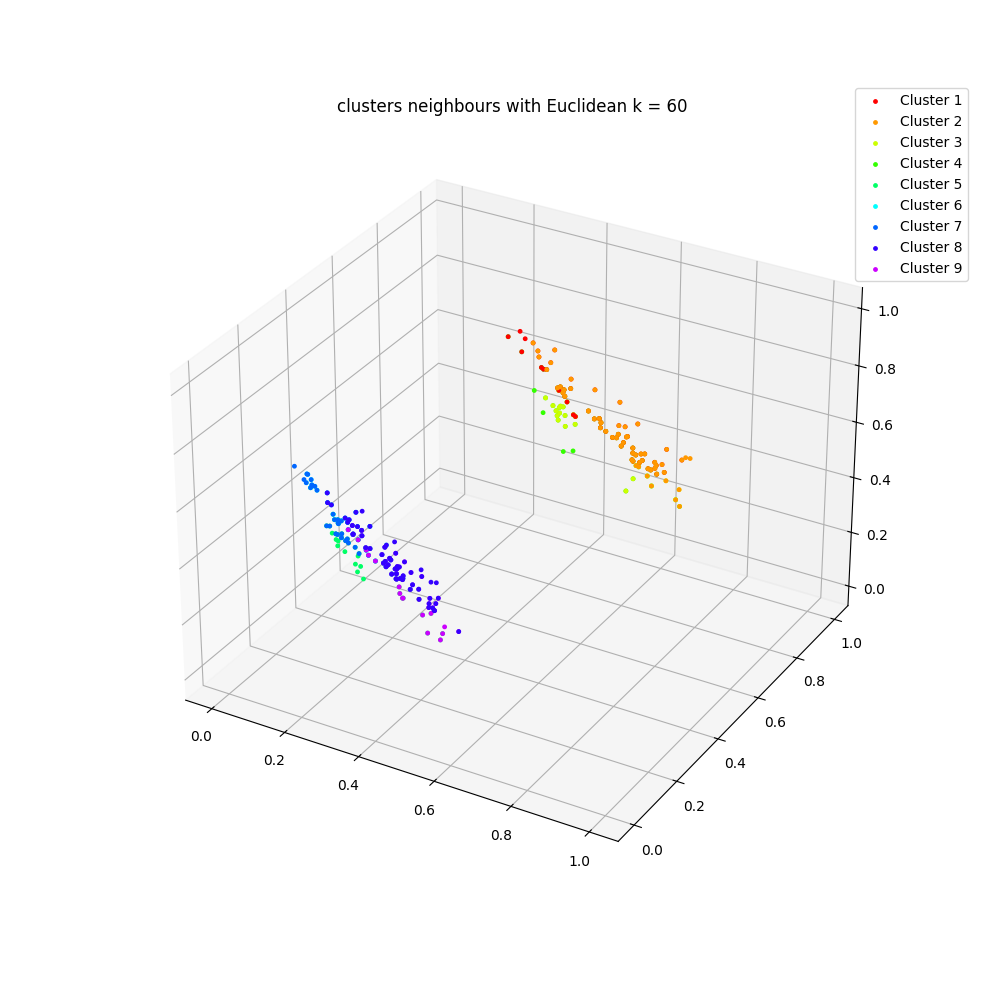 clusters neighbours with Euclidean k = 60
Cluster 1
Cluster 2
Cluster 3
Cluster 4
Cluster 5
Cluster 6
Cluster 7
Cluster 8
Cluster 9
1.0
0.8
0.6
0.4
0.2
0.0
1.0
0.8
0.6
0.4
0.2
0.0
0.0
0.2
0.4
0.6
0.8
1.0